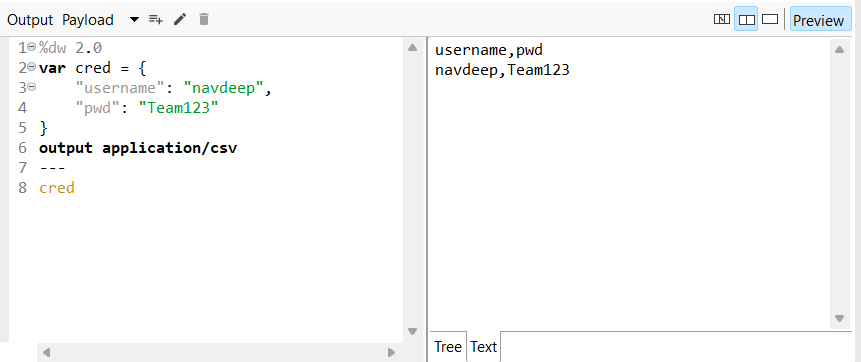 Output Payload
Preview
1 %dw 2.0
2 var cred = {
3     "username": "navdeep",
4     "pwd": "Team123"
5 }
6 output application/csv
7 ---
8 cred
username,pwd
navdeep,Team123
Tree Text